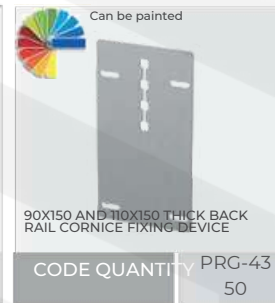 Can be painted
90X150 AND 110X150 THICK BACK
RAIL CORNICE FIXING DEVICE
CODE QUANTITY PRG-43
50